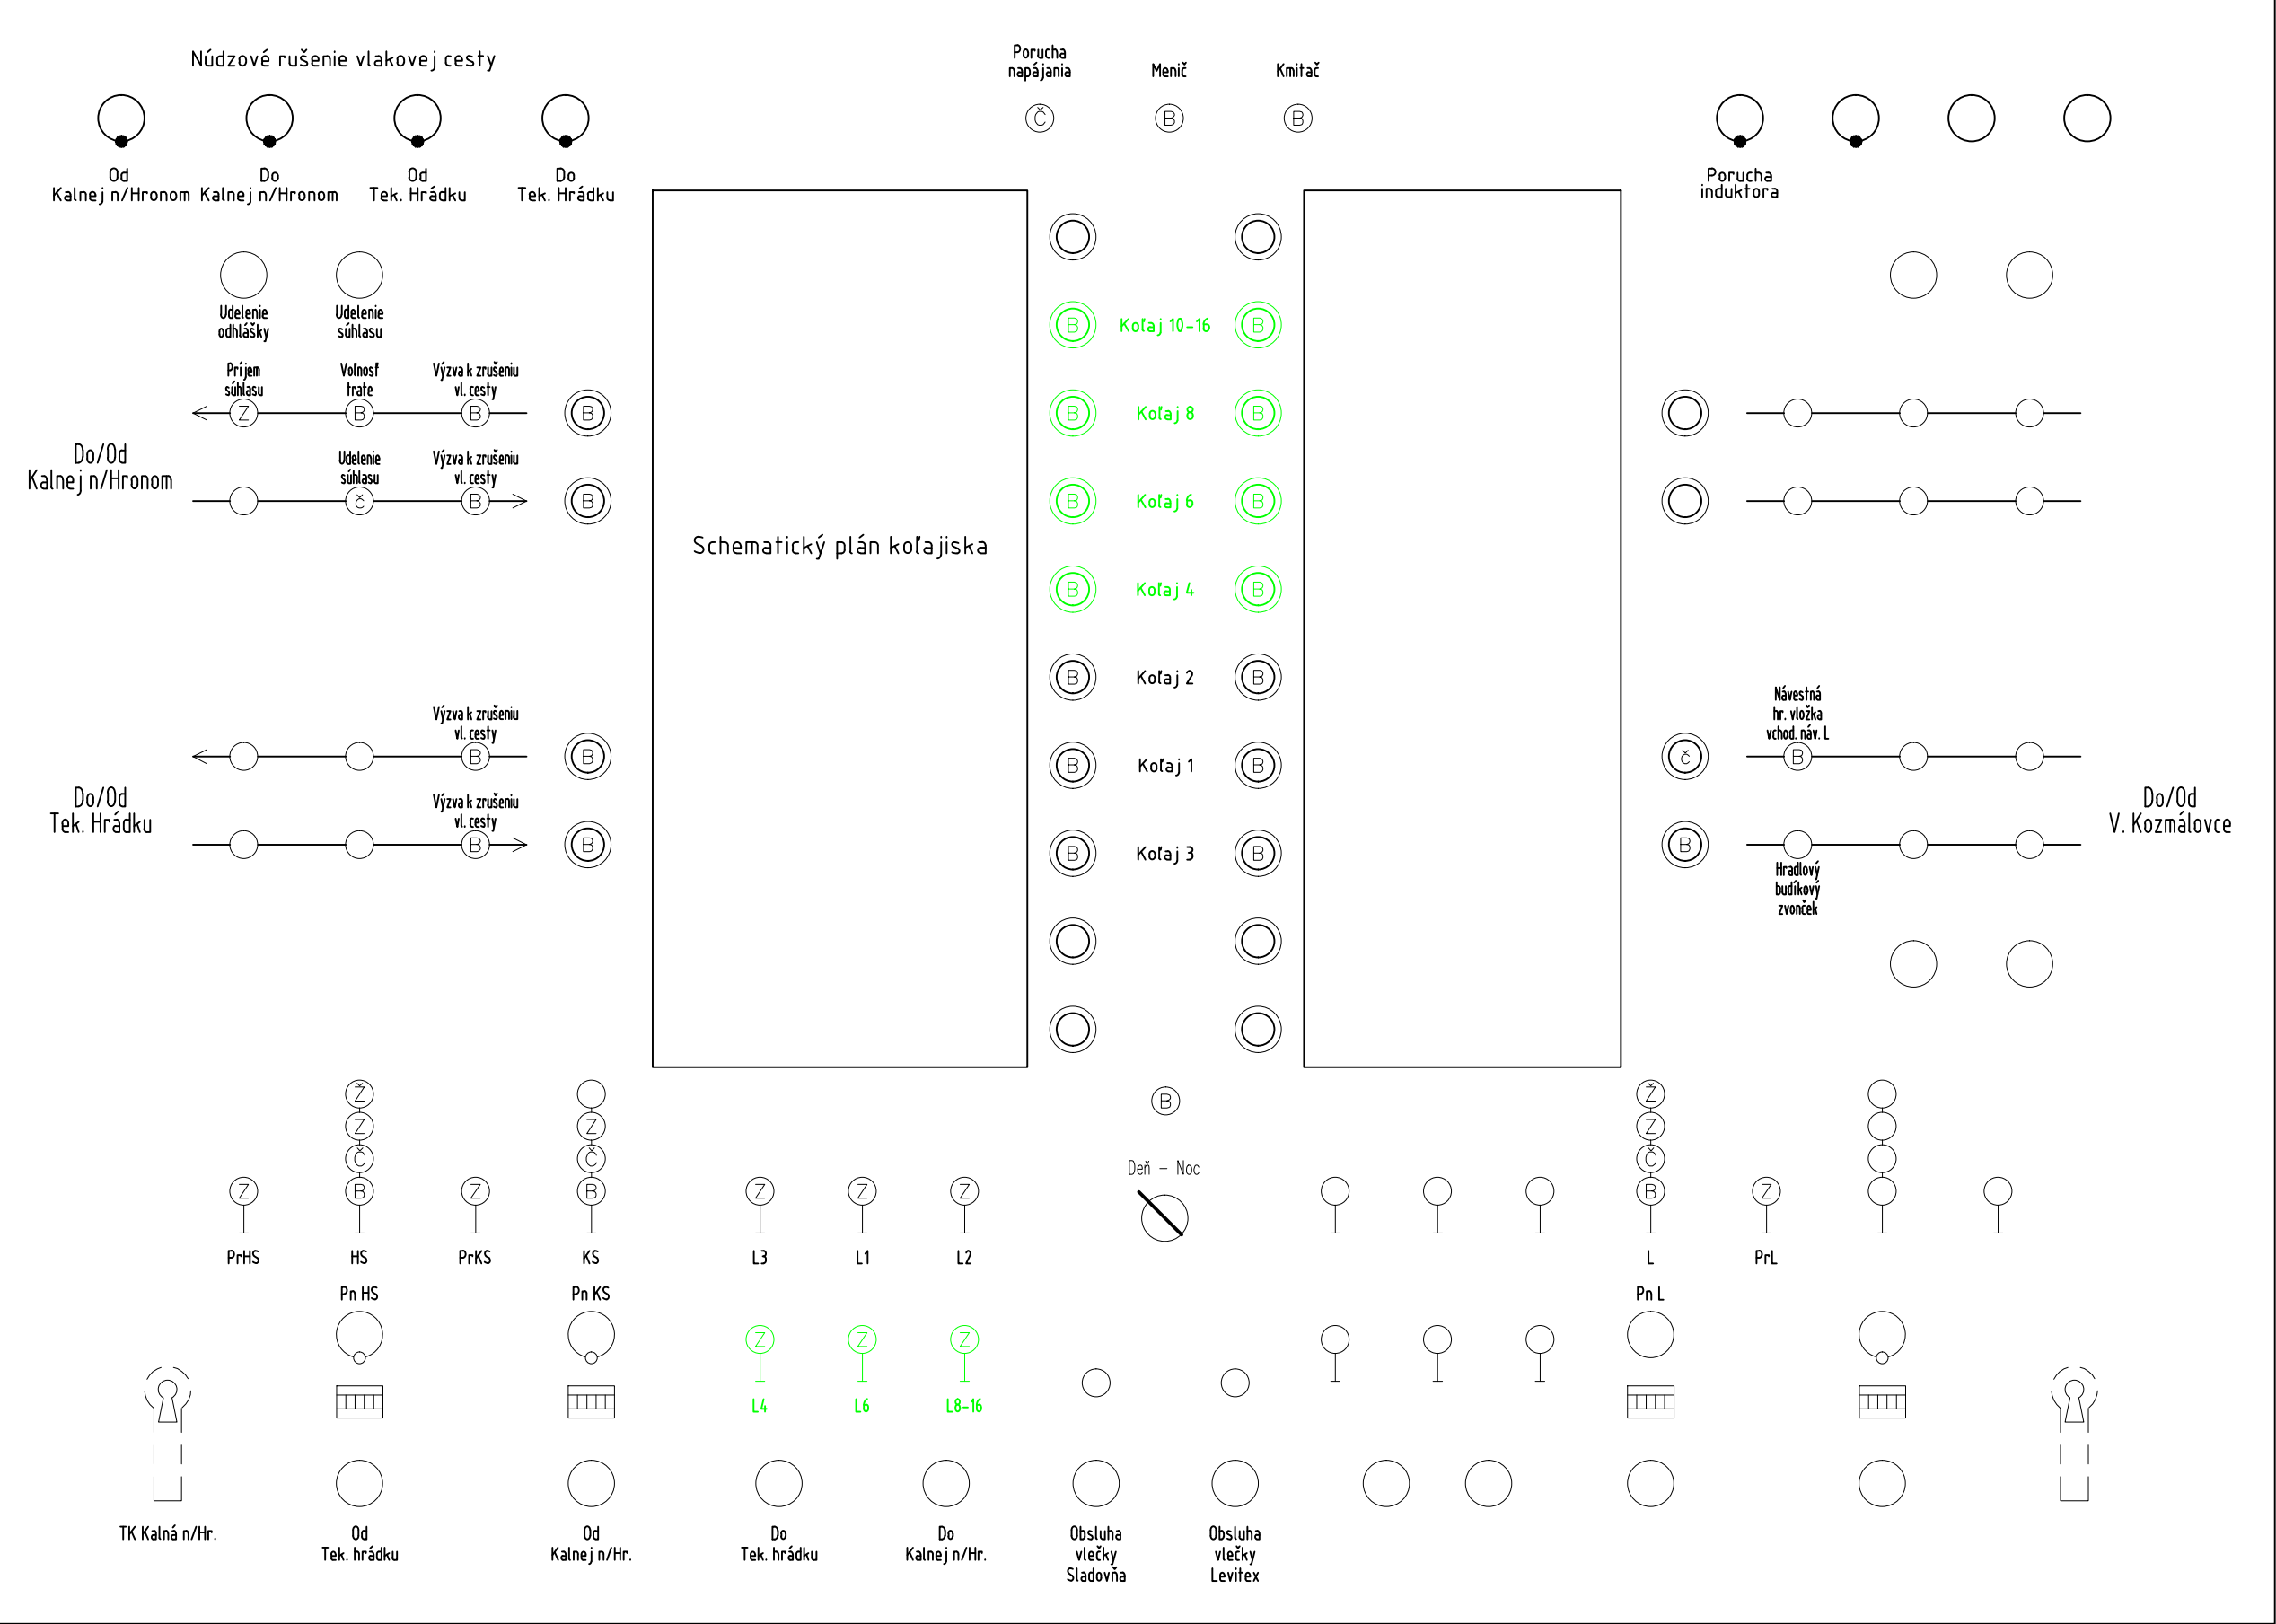 Núdzové rušenie vlakovej cesty
Porucha
napájania
Menič
Kmitač
Č
B
B
Od
Kalnej n/Hronom
Do
Kalnej n/Hronom
Od
Tek. Hrádku
Do
Tek. Hrádku
Porucha
induktora
Udelenie
odhlášky
Udelenie
súhlasu
B
Koľaj 10-16
B
Príjem
súhlasu
Voľnosť
trate
Výzva k zrušeniu
vl. cesty
Z
B
B
B
B
Koľaj 8
B
Do/Od
Kalnej n/Hronom
Udelenie
súhlasu
Výzva k zrušeniu
vl. cesty
č
B
B
B
Koľaj 6
B
Schematický plán koľajiska
B
Koľaj 4
B
B
Koľaj 2
B
Výzva k zrušeniu
vl. cesty
B
B
Návestná
hr. vložka
vchod. náv. L
č
B
B
Koľaj 1
B
Do/Od
Tek. Hrádku
Výzva k zrušeniu
vl. cesty
B
B
Do/Od
V. Kozmálovce
B
B
Koľaj 3
B
Hradlový
budíkový
zvonček
Ž
Z
Č
B
Z
Č
B
B
Ž
Z
Č
B
Deň - Noc
Z
Z
Z
Z
Z
Z
PrHS
HS
PrKS
KS
L3
L1
L2
L
PrL
Pn HS
Pn KS
Pn L
Z
Z
Z
L4
L6
L8-16
TK Kalná n/Hr.
Od
Tek. hrádku
Od
Kalnej n/Hr.
Do
Tek. hrádku
Do
Kalnej n/Hr.
Obsluha
vlečky
Sladovňa
Obsluha
vlečky
Levitex